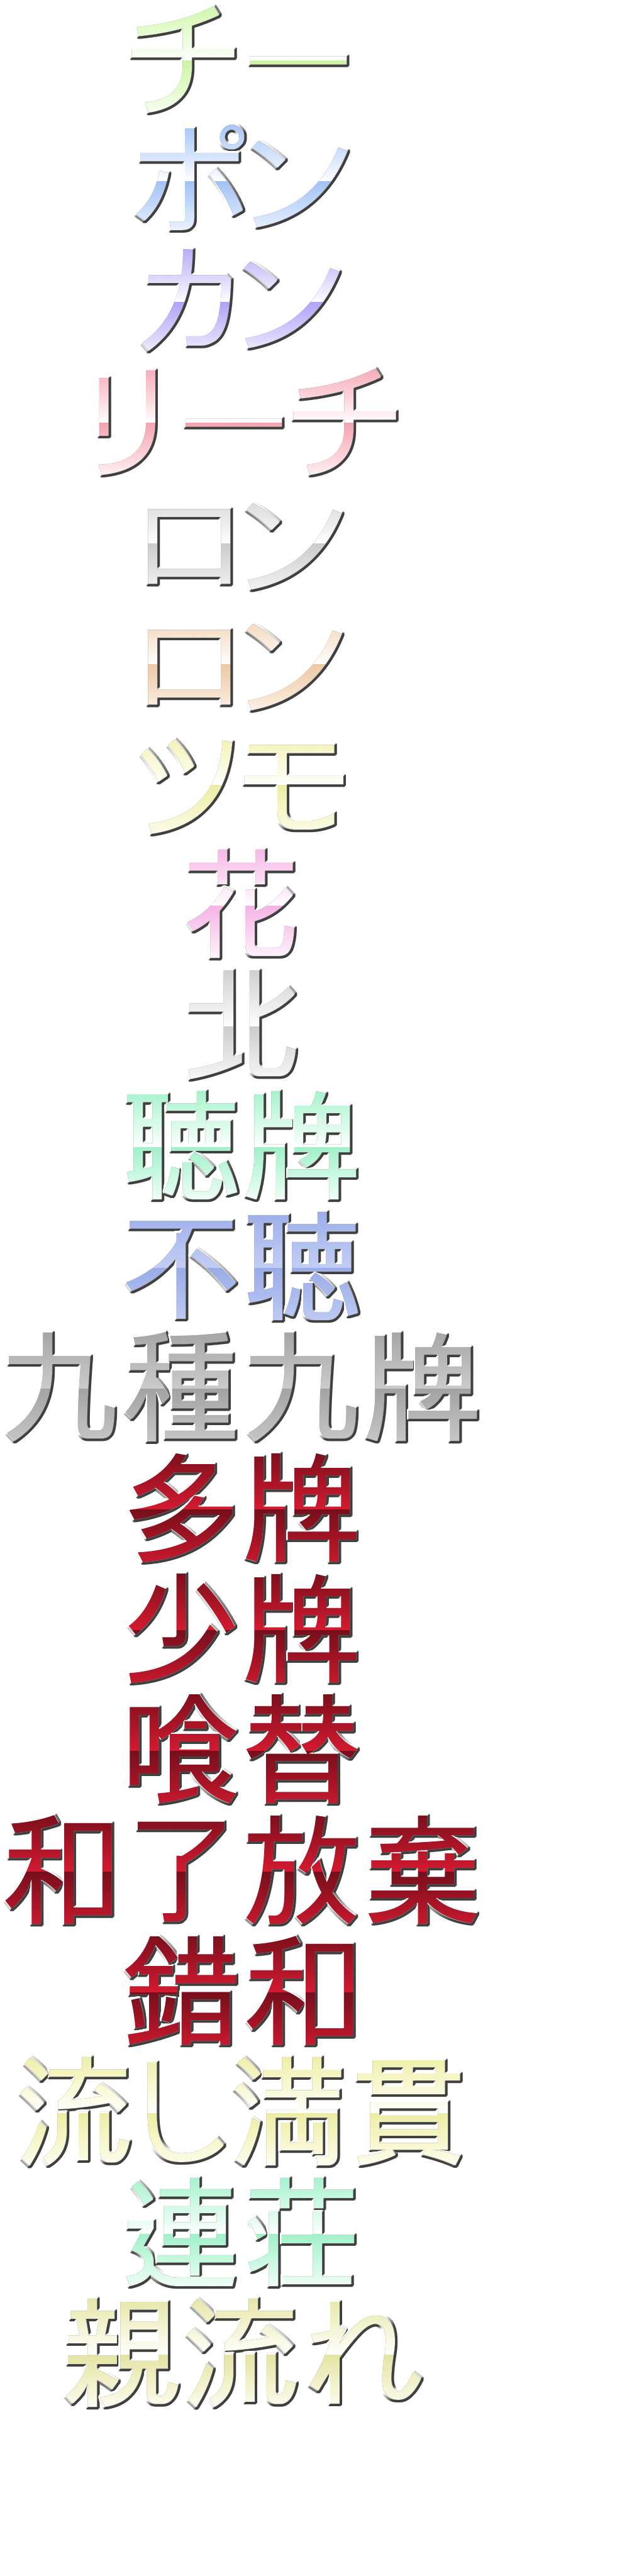 チー
ポン
カン
リーチ
ロン
ロン
ツモ
花
北
聴牌
不聴
九種九牌
多牌
少牌
喰替
和了放棄
錯和
流し満貫
連荘
親流れ